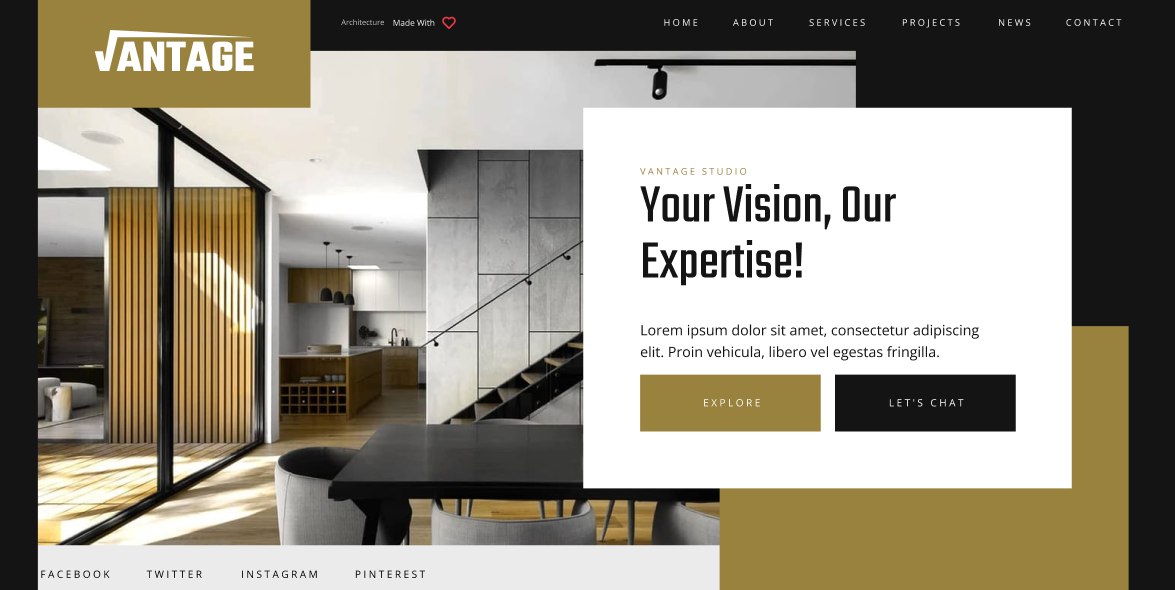 VANTAGE
Architecture Made With
HOME ABOUT SERVICES PROJECTS NEWS CONTACT
VANTAGE STUDIO
Your Vision, Our
Expertise!
Lorem ipsum dolor sit amet, consectetur adipiscing
elit. Proin vehicula, libero vel egestas fringilla.
EXPLORE LET'S CHAT
FACEBOOK TWITTER INSTAGRAM PINTEREST